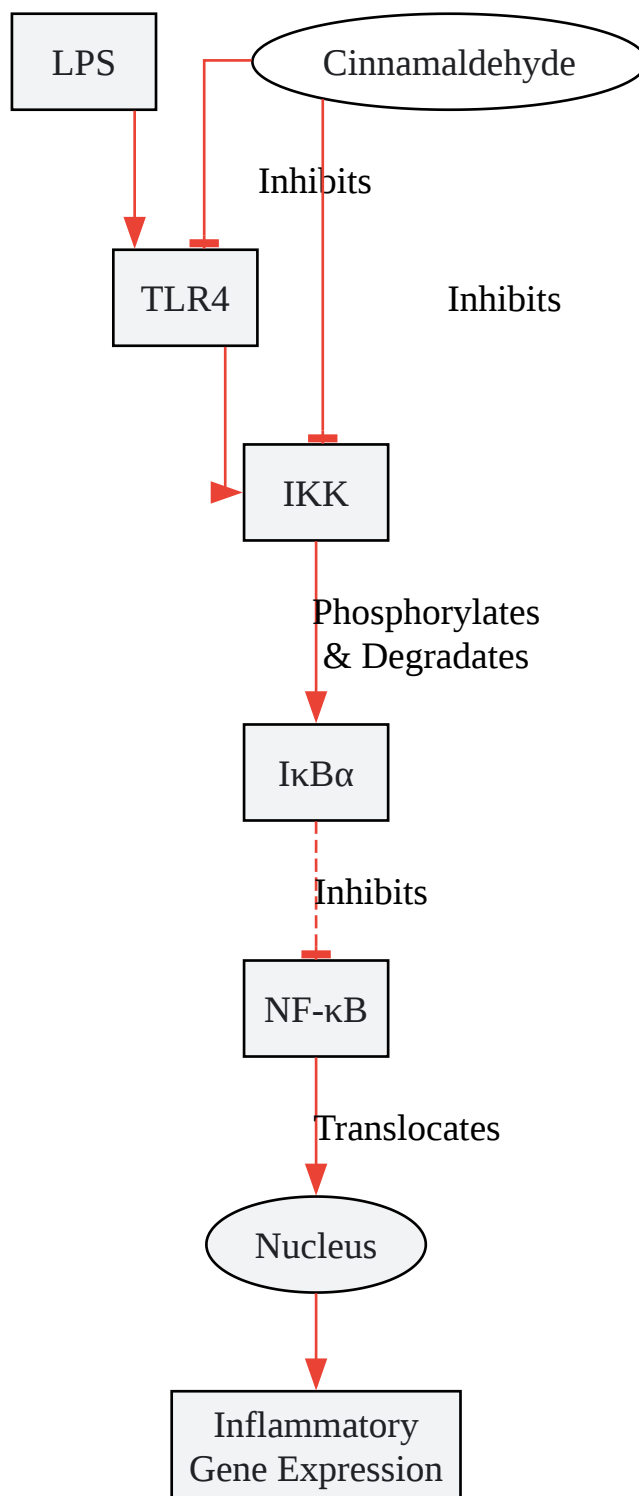 LPS
Cinnamaldehyde
Inhibits
TLR4
Inhibits
IKK
Phosphorylates
& Degradates
IκBα
Inhibits
NF-κB
Translocates
Nucleus
Inflammatory
Gene Expression